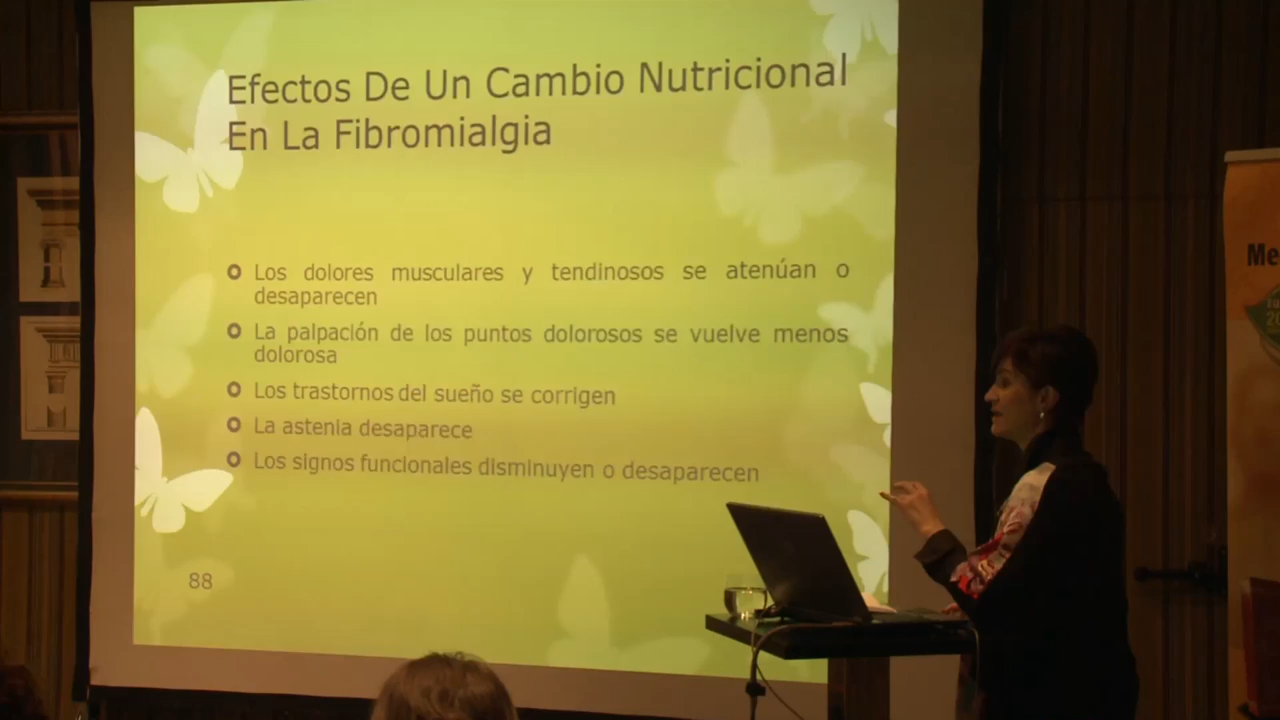 Efectos De Un Cambio Nutricional
En La Fibromialgia
Los dolores musculares y tendinosos se atenúan o
desaparecen
La palpación de los puntos dolorosos se vuelve menos
dolorosa
Los trastornos del sueño se corrigen
La astenia desaparece
Los signos funcionales disminuyen o desaparecen
88
Me